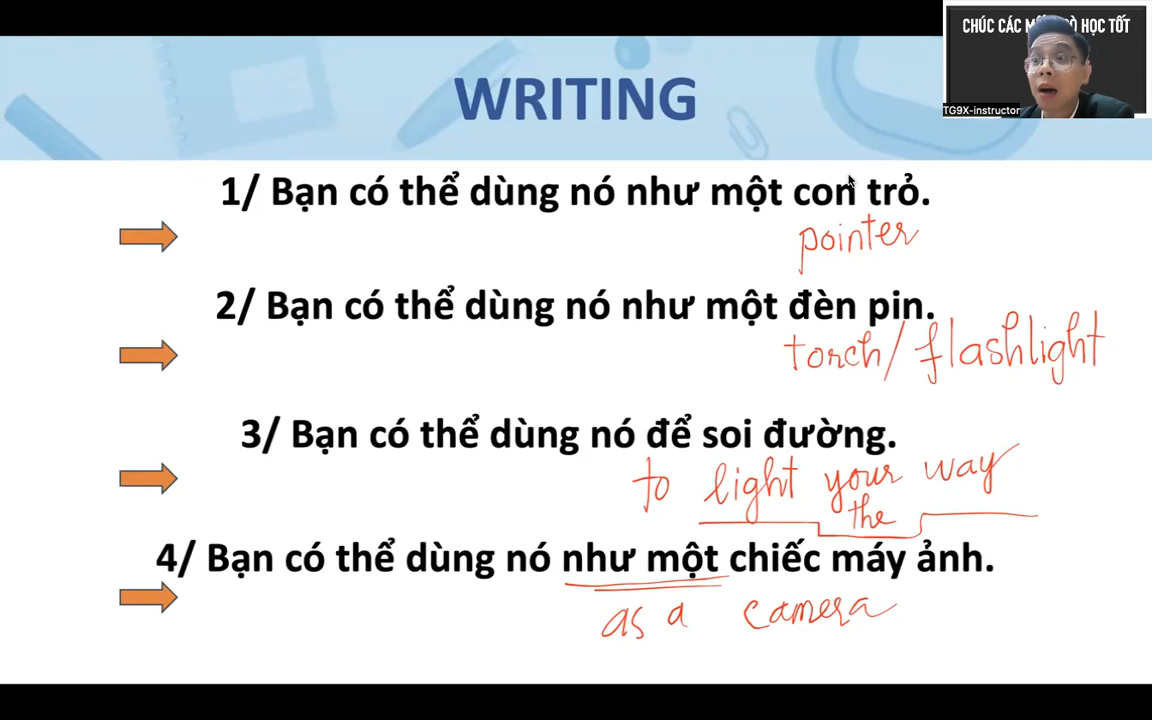 CHÚC CÁC HỌC TỐT
TG9X-instructor
WRITING
1/ Bạn có thể dùng nó như một con trỏ.
pointer
2/ Bạn có thể dùng nó như một đèn pin.
torch/flashlight
3/ Bạn có thể dùng nó để soi đường.
to light your way
the
4/ Bạn có thể dùng nó như một chiếc máy ảnh.
as a camera